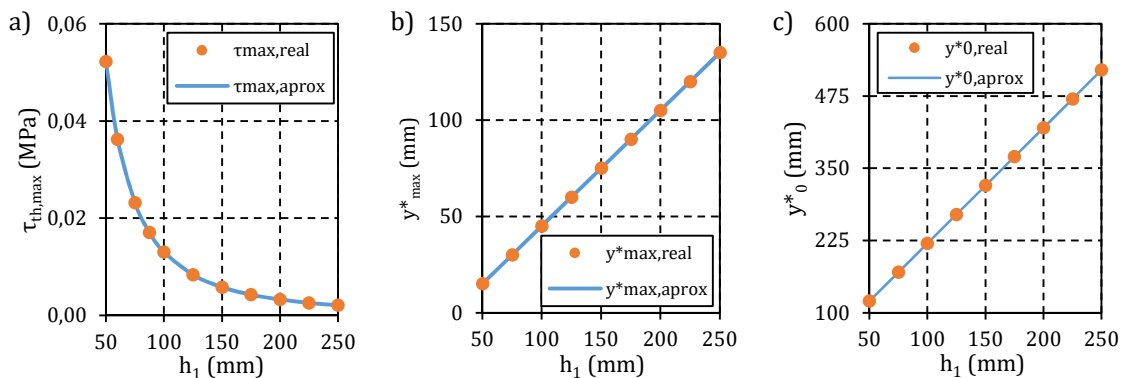 a)
0,06
0,04
0,02
0,00
τth,max (MPa)
τmax,real
τmax,aprox
50 100 150 200 250
h1 (mm)
b)
150
100
50
0
y*max (mm)
y*max,real
y*max,aprox
50 100 150 200 250
h1 (mm)
c)
600
475
350
225
100
y*0 (mm)
y*0,real
y*0,aprox
50 100 150 200 250
h1 (mm)